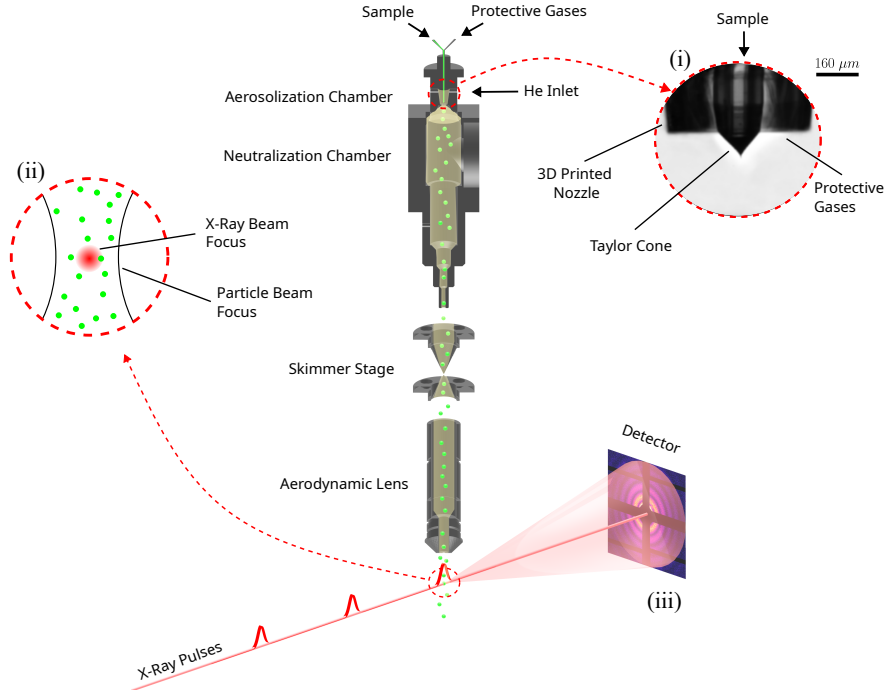 Sample
Protective Gases
Aerosolization Chamber
He Inlet
Neutralization Chamber
(i)
Sample
160 μm
3D Printed
Nozzle
Protective
Gases
Taylor Cone
(ii)
X-Ray Beam
Focus
Particle Beam
Focus
Skimmer Stage
Aerodynamic Lens
Detector
(iii)
X-Ray Pulses